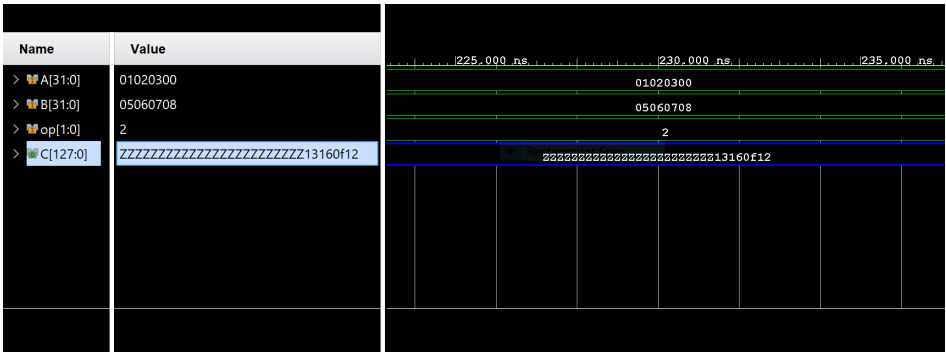 Name Value
225.000 ns 230.000 ns 235.000 ns
A[31:0] 01020300 01020300
B[31:0] 05060708 05060708
op[1:0] 2 2
C[127:0] ZZZZZZZZZZZZZZZZZZZZZZZZ13160f12 ZZZZZZZZZZZZZZZZZZZZZZZZ13160f12